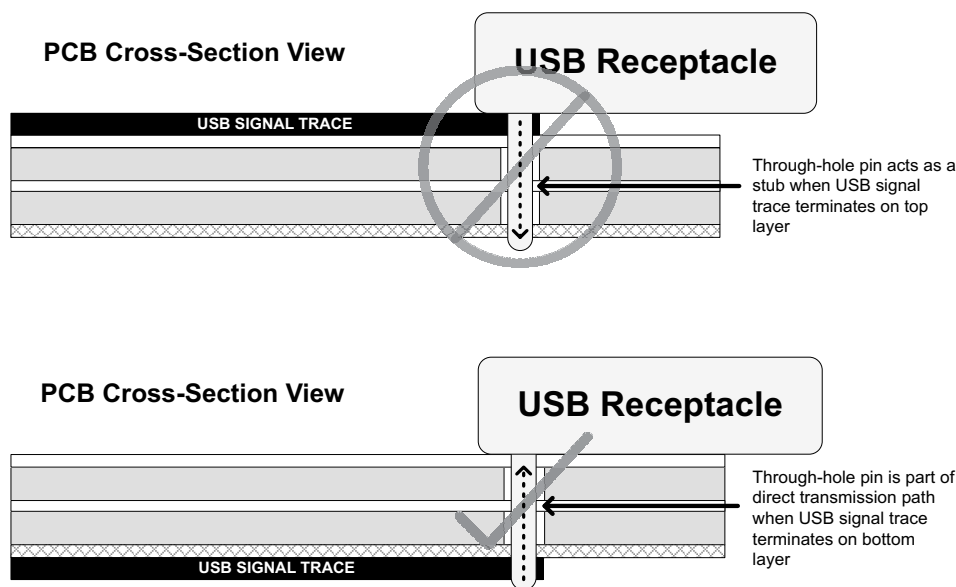 PCB Cross-Section View
USB Receptacle
USB SIGNAL TRACE
Through-hole pin acts as a
stub when USB signal
trace terminates on top
layer
PCB Cross-Section View
USB Receptacle
Through-hole pin is part of
direct transmission path
when USB signal trace
terminates on bottom
layer
USB SIGNAL TRACE